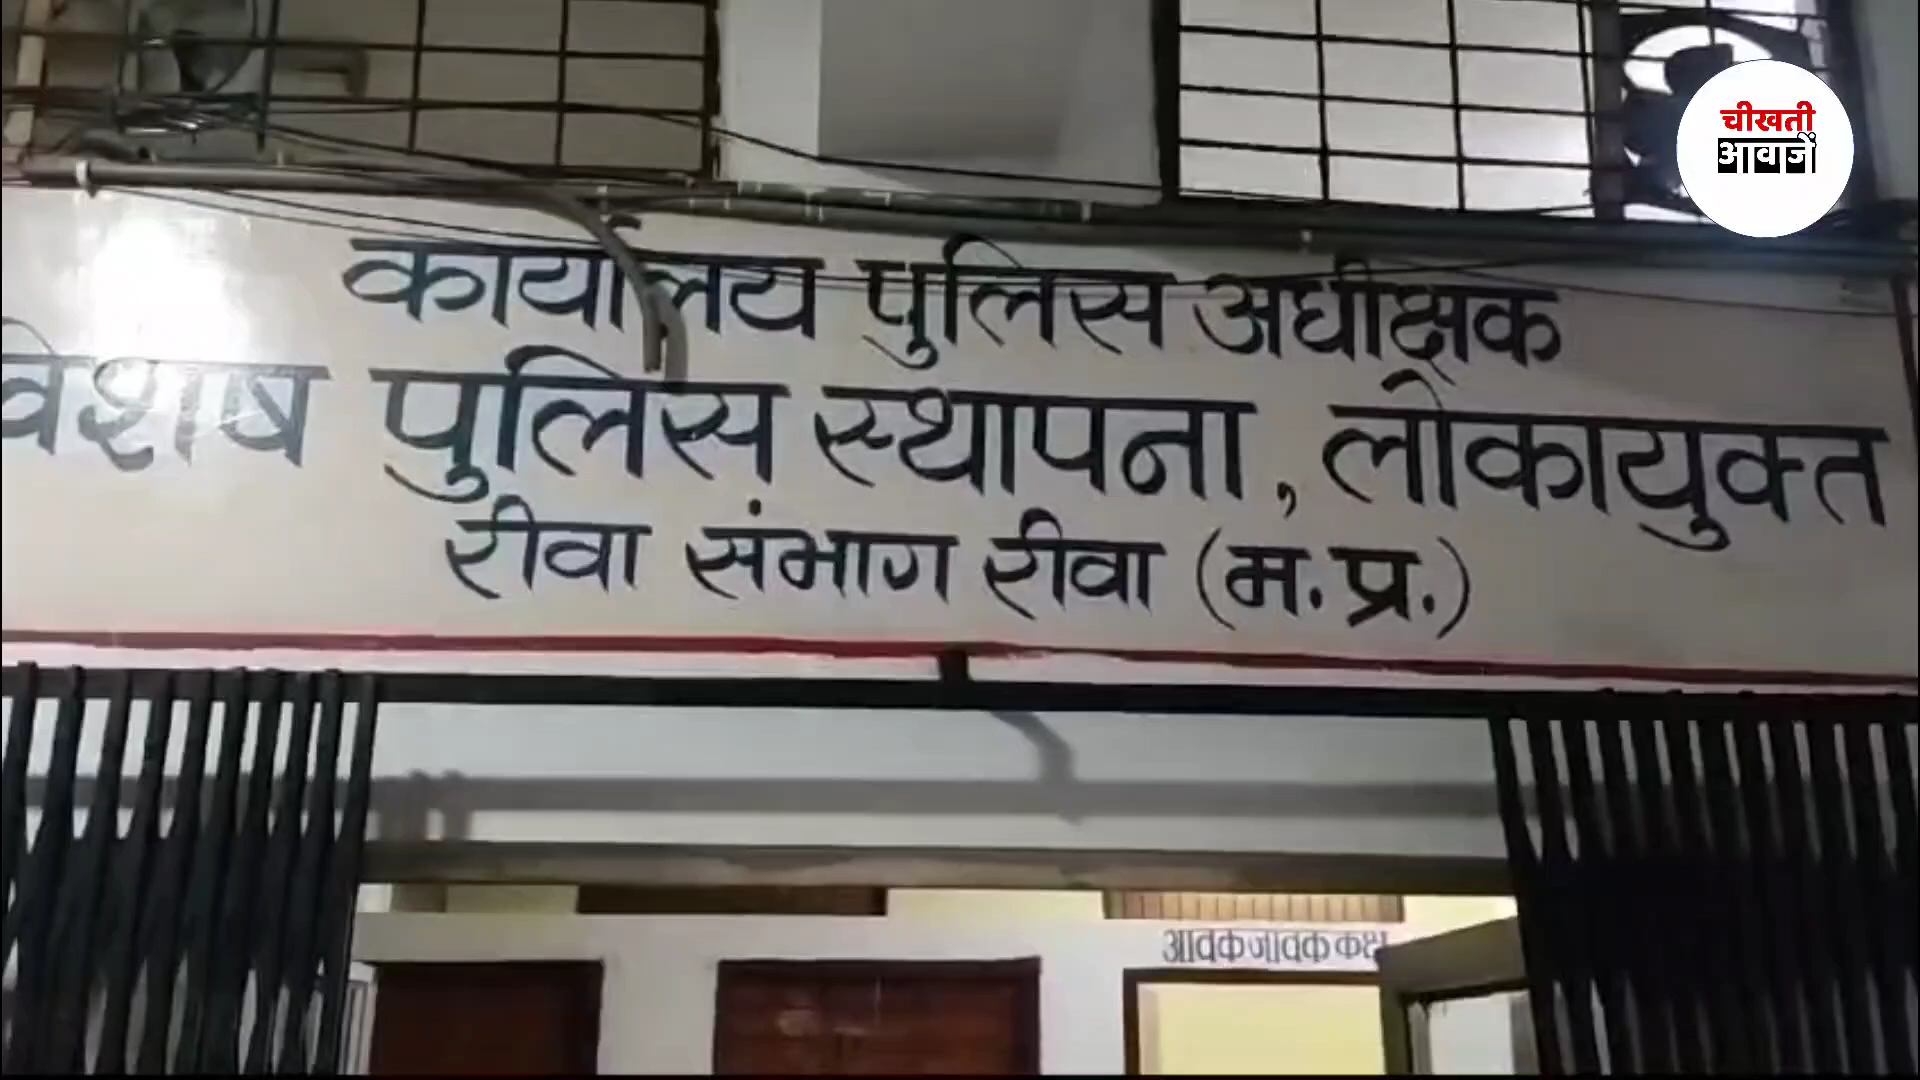 चीखती
आवाजें
कार्यालय पुलिस अधीक्षक
विशेष पुलिस स्थापना, लोकायुक्त
रीवा संभाग रीवा (म.प्र.)
आवक जावक कक्ष